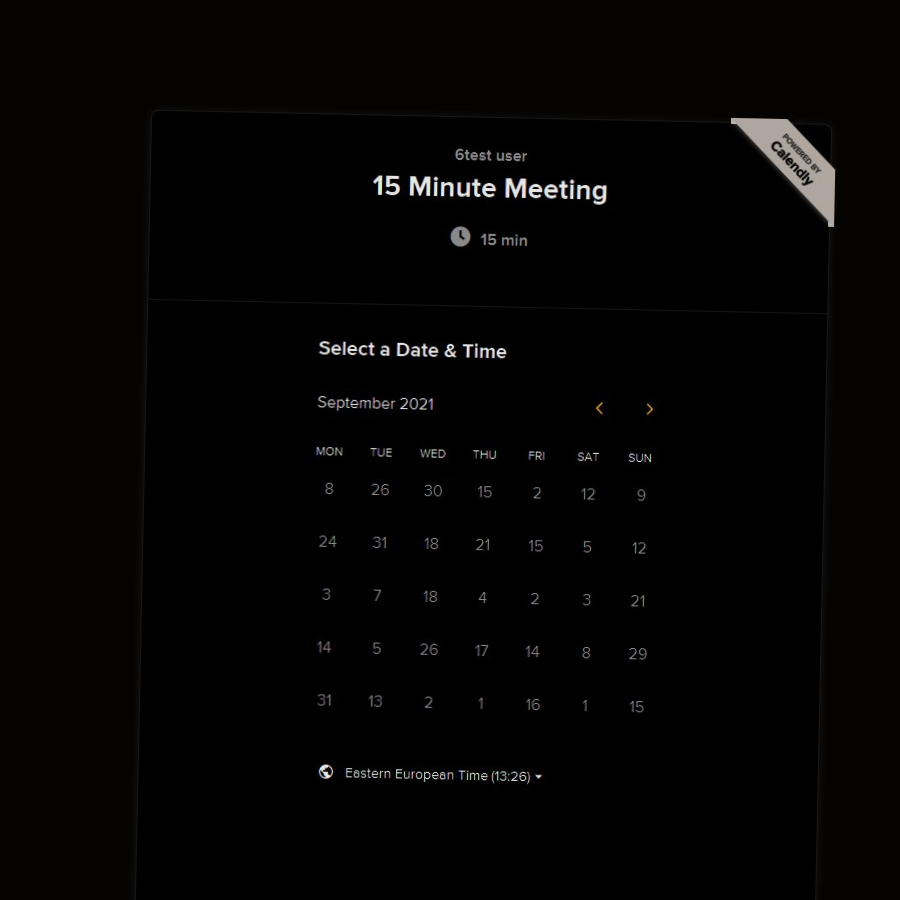 POWERED BY
Calendly
6test user
15 Minute Meeting
15 min
Select a Date & Time
September 2021
MON TUE WED THU FRI SAT SUN
8 26 30 15 2 12 9
24 31 18 21 15 5 12
3 7 18 4 2 3 21
14 5 26 17 14 8 29
31 13 2 1 16 1 15
Eastern European Time (13:26)